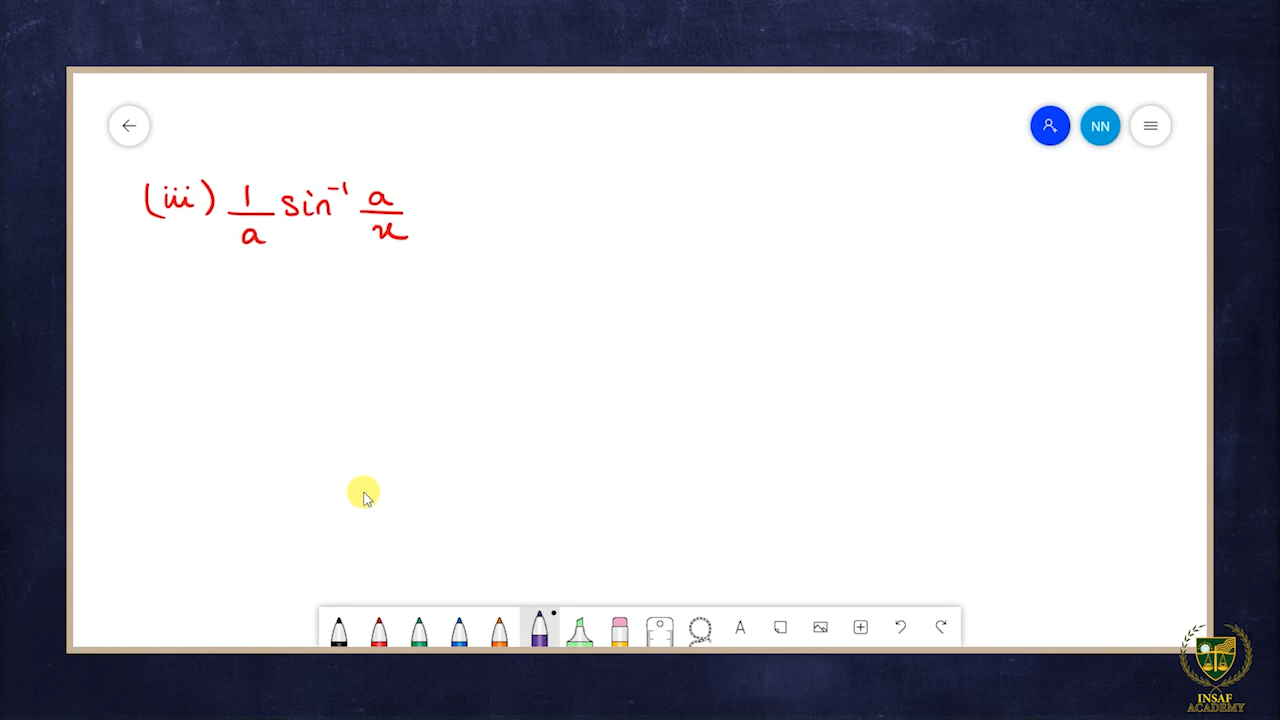 NN
(iii) 1/a sin⁻¹ a/x
A
INSAF
ACADEMY